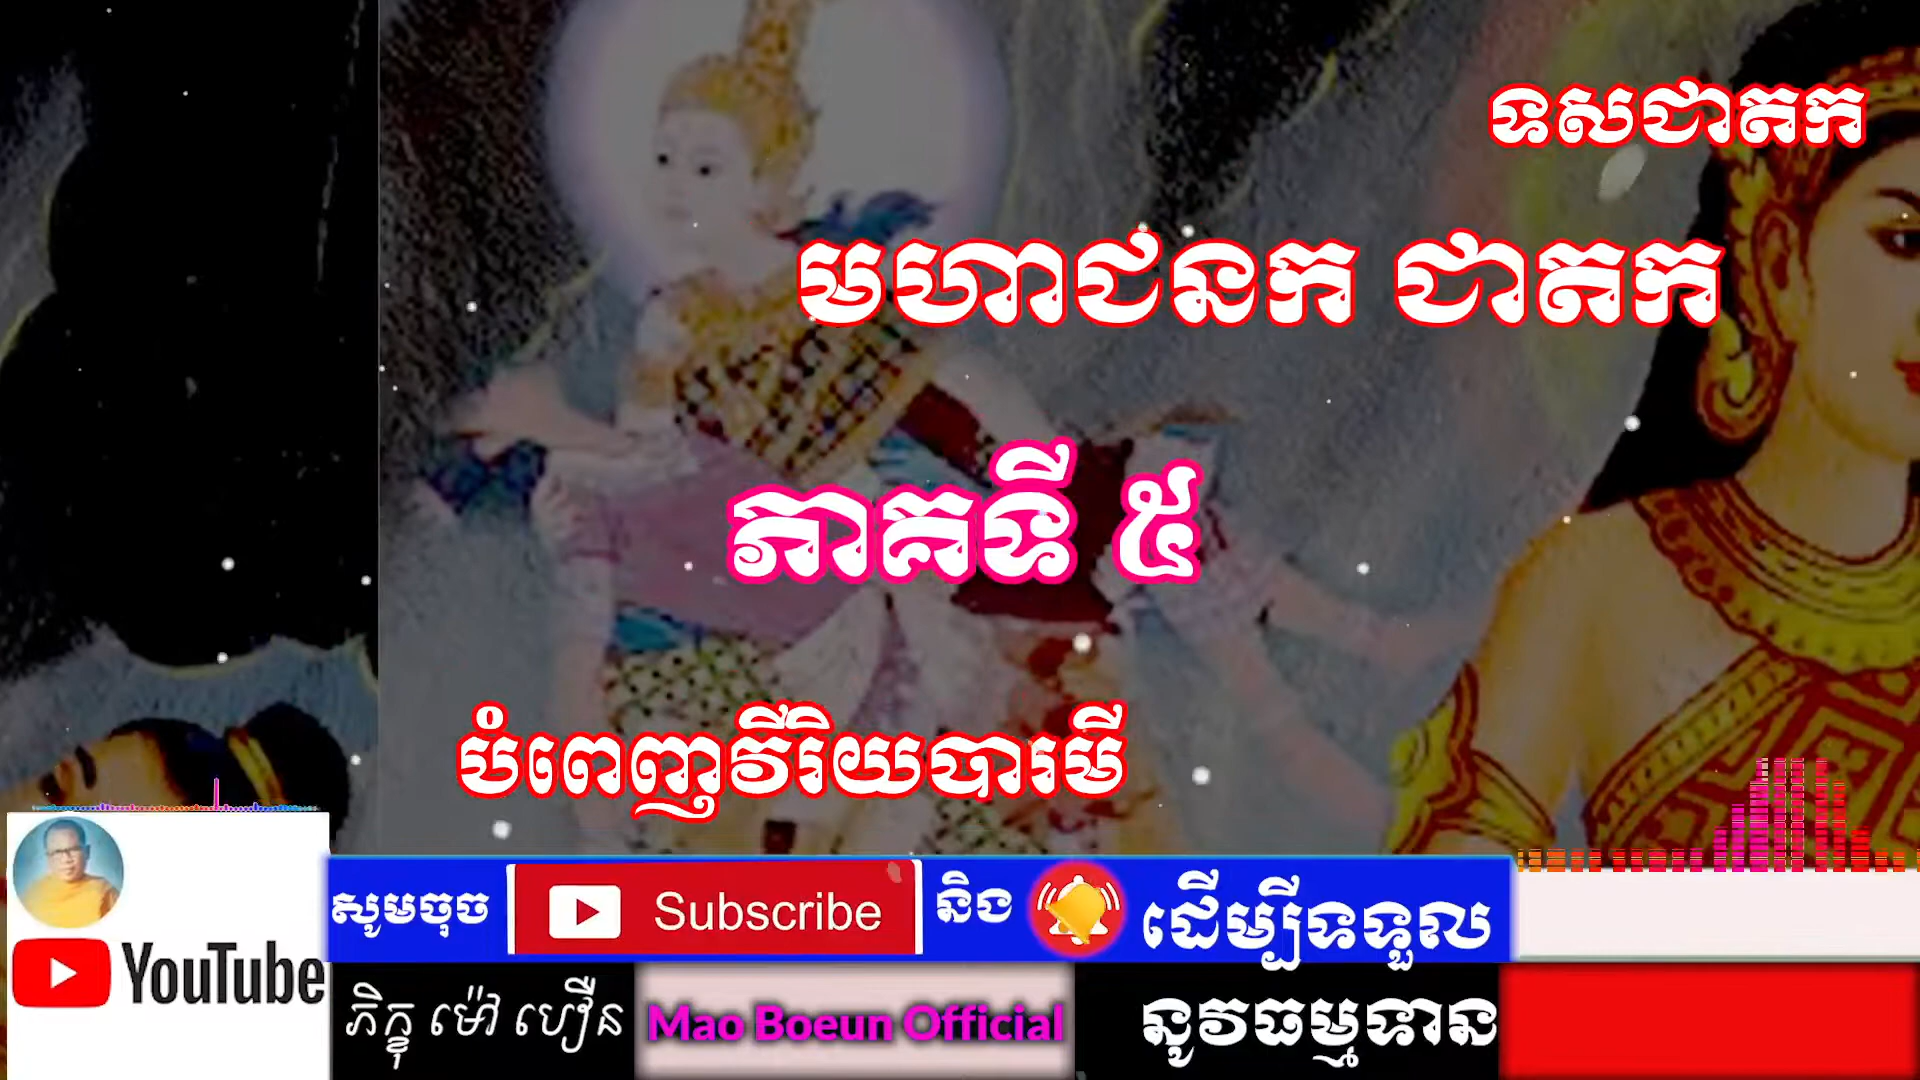 ទសជាតក
មហាជនក ជាតក
ភាគទី ៥
បំពេញវីរិយបារមី
សូមចុច Subscribe និង ដើម្បីទទួល
YouTube ភិក្ខុ ម៉ៅ បឿន Mao Boeun Official នូវធម្មទាន